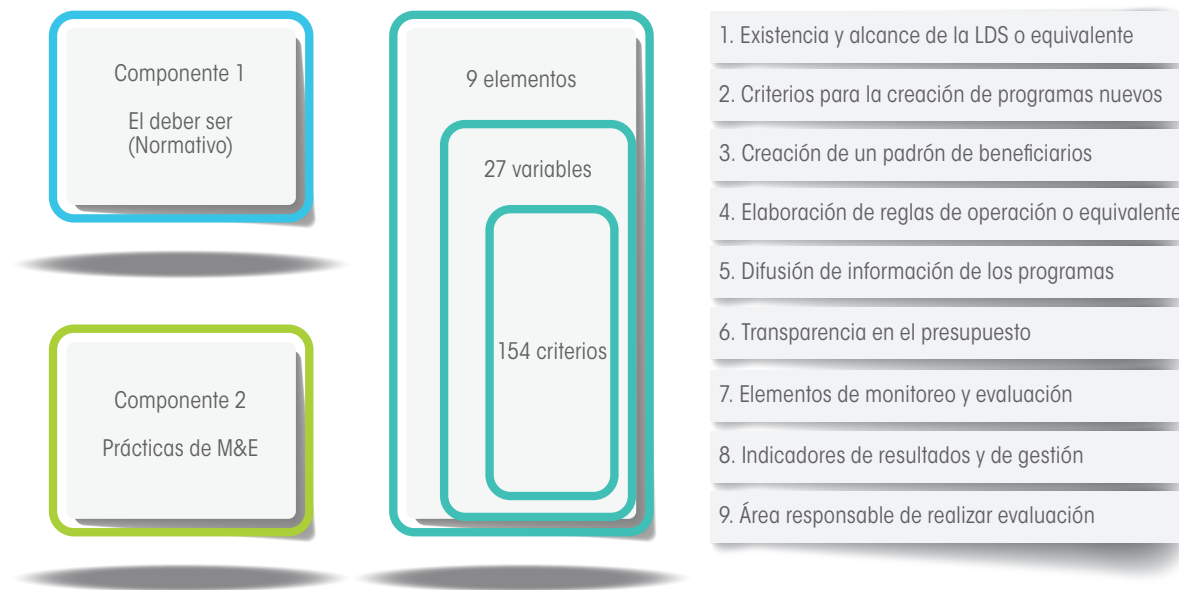 Componente 1
El deber ser
(Normativo)
Componente 2
Prácticas de M&E
9 elementos
27 variables
154 criterios
1. Existencia y alcance de la LDS o equivalente
2. Criterios para la creación de programas nuevos
3. Creación de un padrón de beneficiarios
4. Elaboración de reglas de operación o equivalente
5. Difusión de información de los programas
6. Transparencia en el presupuesto
7. Elementos de monitoreo y evaluación
8. Indicadores de resultados y de gestión
9. Área responsable de realizar evaluación